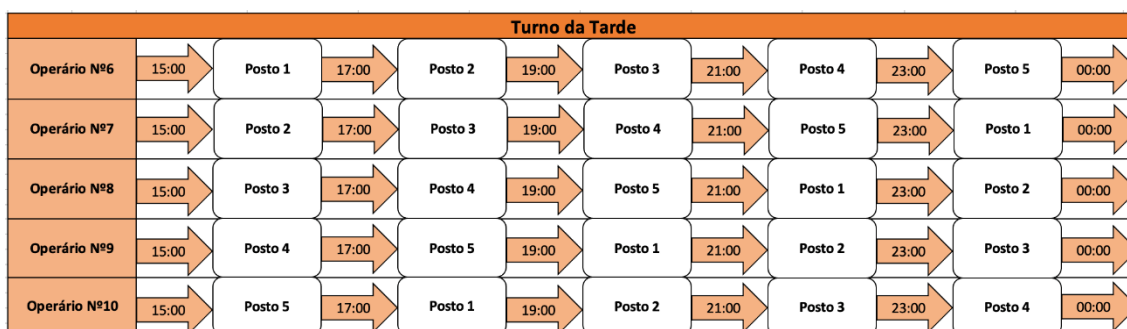 Turno da Tarde
Operário Nº6 15:00 Posto 1 17:00 Posto 2 19:00 Posto 3 21:00 Posto 4 23:00 Posto 5 00:00
Operário Nº7 15:00 Posto 2 17:00 Posto 3 19:00 Posto 4 21:00 Posto 5 23:00 Posto 1 00:00
Operário Nº8 15:00 Posto 3 17:00 Posto 4 19:00 Posto 5 21:00 Posto 1 23:00 Posto 2 00:00
Operário Nº9 15:00 Posto 4 17:00 Posto 5 19:00 Posto 1 21:00 Posto 2 23:00 Posto 3 00:00
Operário Nº10 15:00 Posto 5 17:00 Posto 1 19:00 Posto 2 21:00 Posto 3 23:00 Posto 4 00:00